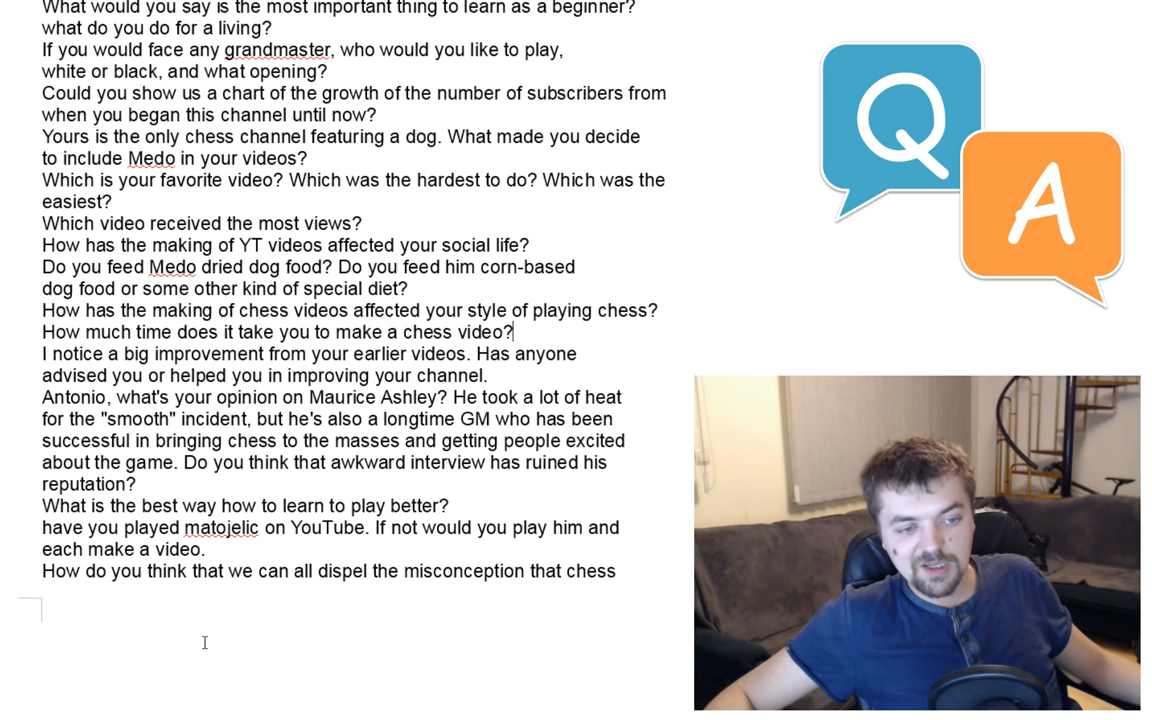 What would you say is the most important thing to learn as a beginner?
what do you do for a living?
If you would face any grandmaster, who would you like to play,
white or black, and what opening?
Could you show us a chart of the growth of the number of subscribers from
when you began this channel until now?
Yours is the only chess channel featuring a dog. What made you decide
to include Medo in your videos?
Which is your favorite video? Which was the hardest to do? Which was the
easiest?
Which video received the most views?
How has the making of YT videos affected your social life?
Do you feed Medo dried dog food? Do you feed him corn-based
dog food or some other kind of special diet?
How has the making of chess videos affected your style of playing chess?
How much time does it take you to make a chess video?
I notice a big improvement from your earlier videos. Has anyone
advised you or helped you in improving your channel.
Antonio, what's your opinion on Maurice Ashley? He took a lot of heat
for the "smooth" incident, but he's also a longtime GM who has been
successful in bringing chess to the masses and getting people excited
about the game. Do you think that awkward interview has ruined his
reputation?
What is the best way how to learn to play better?
have you played matojelic on YouTube. If not would you play him and
each make a video.
How do you think that we can all dispel the misconception that chess
Q
A